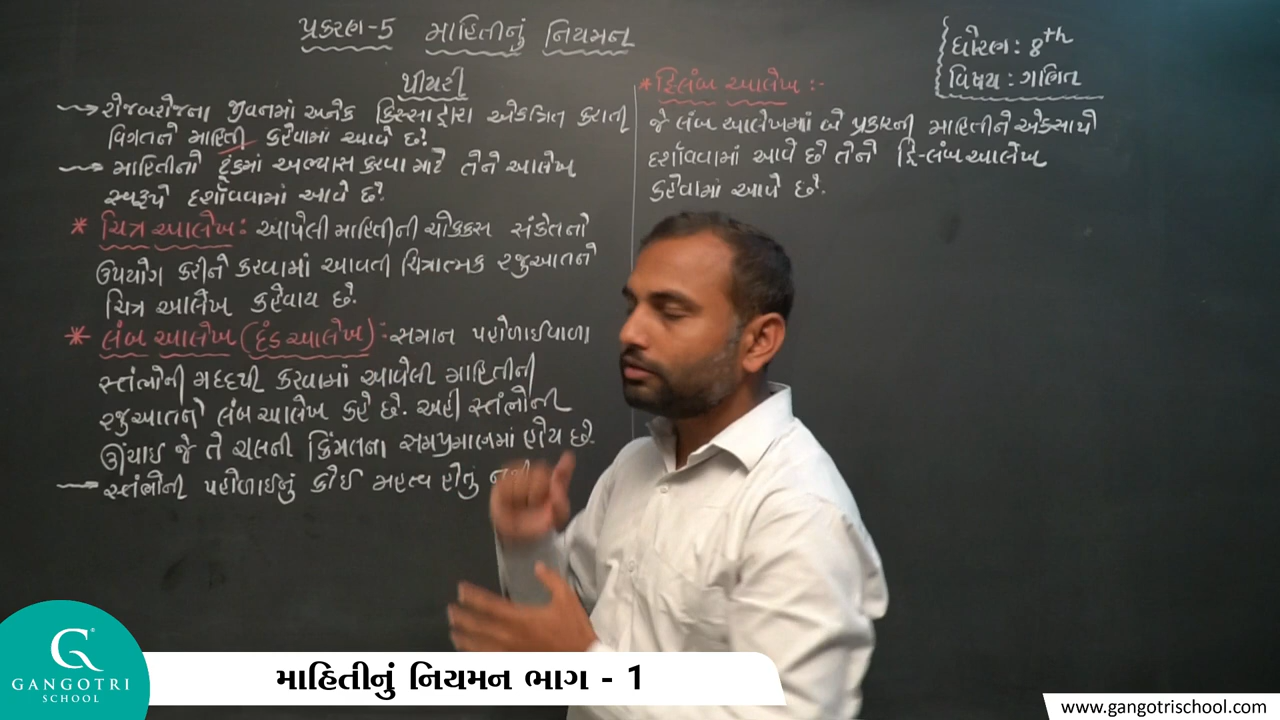 પ્રકરણ-5 માહિતીનું નિયમન
ધોરણ : 8th
વિષય : ગણિત
થીયરી
→ રોજબરોજના જીવનમાં અનેક કિસ્સા દ્વારા એકત્રિત કરાતી
વિગતને માહિતી કહેવામાં આવે છે.
→ માહિતીનો ટૂંકમાં અભ્યાસ કરવા માટે તેને આલેખ
સ્વરૂપે દર્શાવવામાં આવે છે.
* ચિત્ર આલેખ : આપેલી માહિતીની ચોક્કસ સંકેતનો
ઉપયોગ કરીને કરવામાં આવતી ચિત્રાત્મક રજુઆતને
ચિત્ર આલેખ કહેવાય છે.
* લંબ આલેખ (દંડ આલેખ) :- સમાન પહોળાઈવાળા
સ્તંભોની મદદથી કરવામાં આવેલી માહિતીની
રજુઆતને લંબ આલેખ કહે છે. અહી સ્તંભોની
ઊંચાઇ જે તે ચલની કિંમતના સમપ્રમાણમાં હોય છે.
→ સ્તંભોની પહોળાઈનું કોઈ મહત્વ હોતું
* દ્વિલંબ આલેખ :-
જે લંબ આલેખમાં બે પ્રકારની માહિતીને એકસાથે
દર્શાવવામાં આવે છે તેને દ્વિ-લંબ આલેખ
કહેવામાં આવે છે.
GANGOTRI
SCHOOL
માહિતીનું નિયમન ભાગ - 1
www.gangotrischool.com